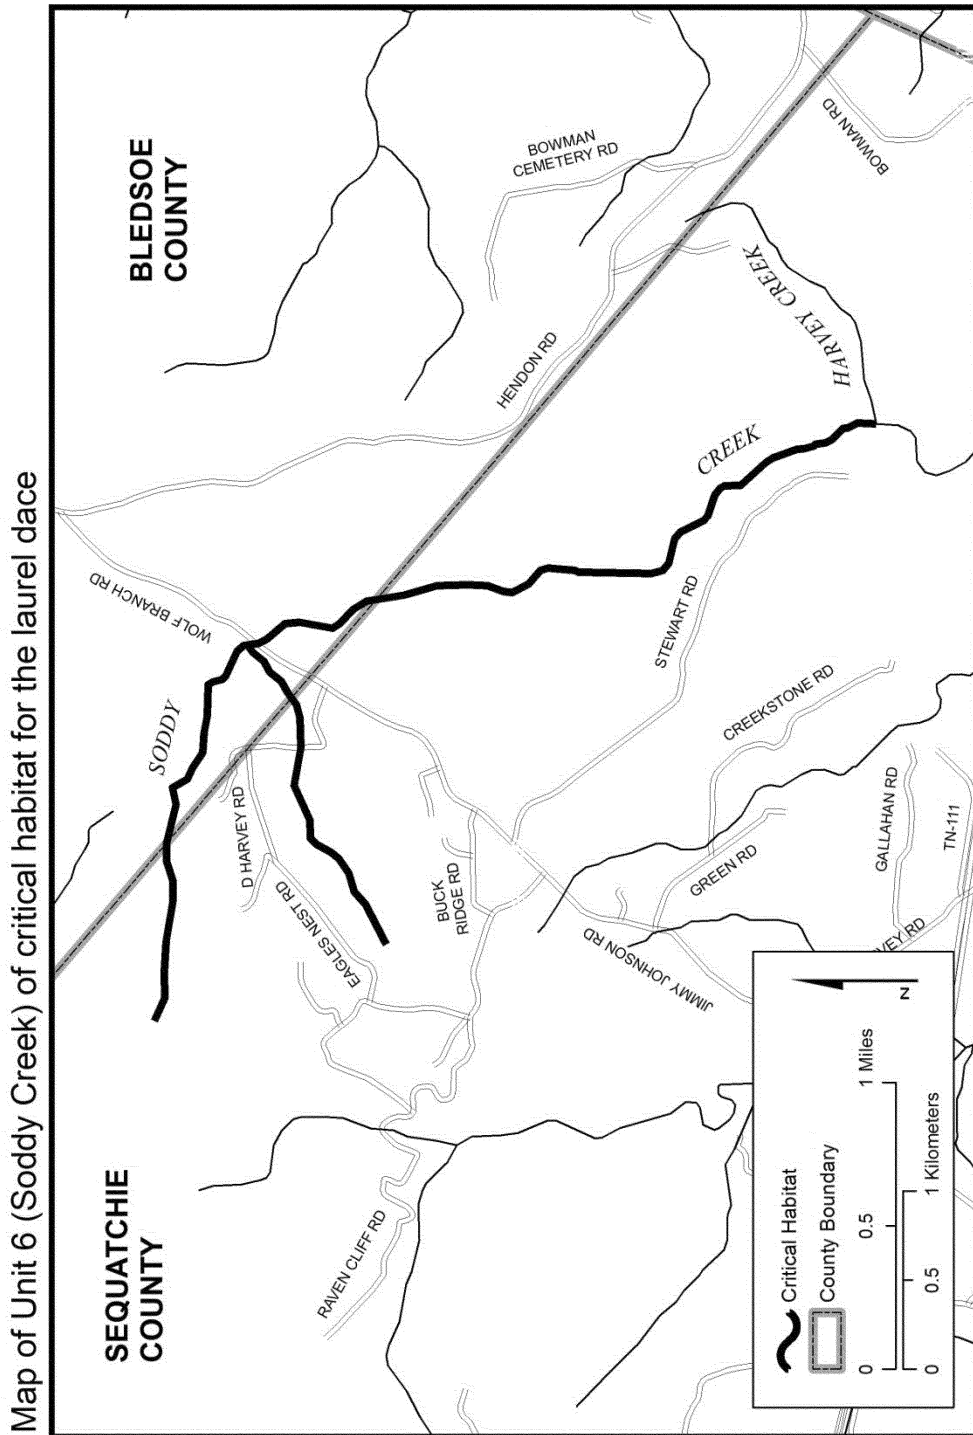 Map of Unit 6 (Soddy Creek) of critical habitat for the laurel dace
SEQUATCHIE
COUNTY
BLEDSOE
COUNTY
SODDY
CREEK
HARVEY CREEK
WOLF BRANCH RD
HENDON RD
BOWMAN
CEMETERY RD
BOWMAN RD
D HARVEY RD
EAGLES NEST RD
BUCK
RIDGE RD
RAVEN CLIFF RD
STEWART RD
JIMMY JOHNSON RD
GREEN RD
CREEKSTONE RD
GALLAHAN RD
TN-111
VEY RD
Critical Habitat
County Boundary
0 0.5 1 Miles
0 0.5 1 Kilometers
N